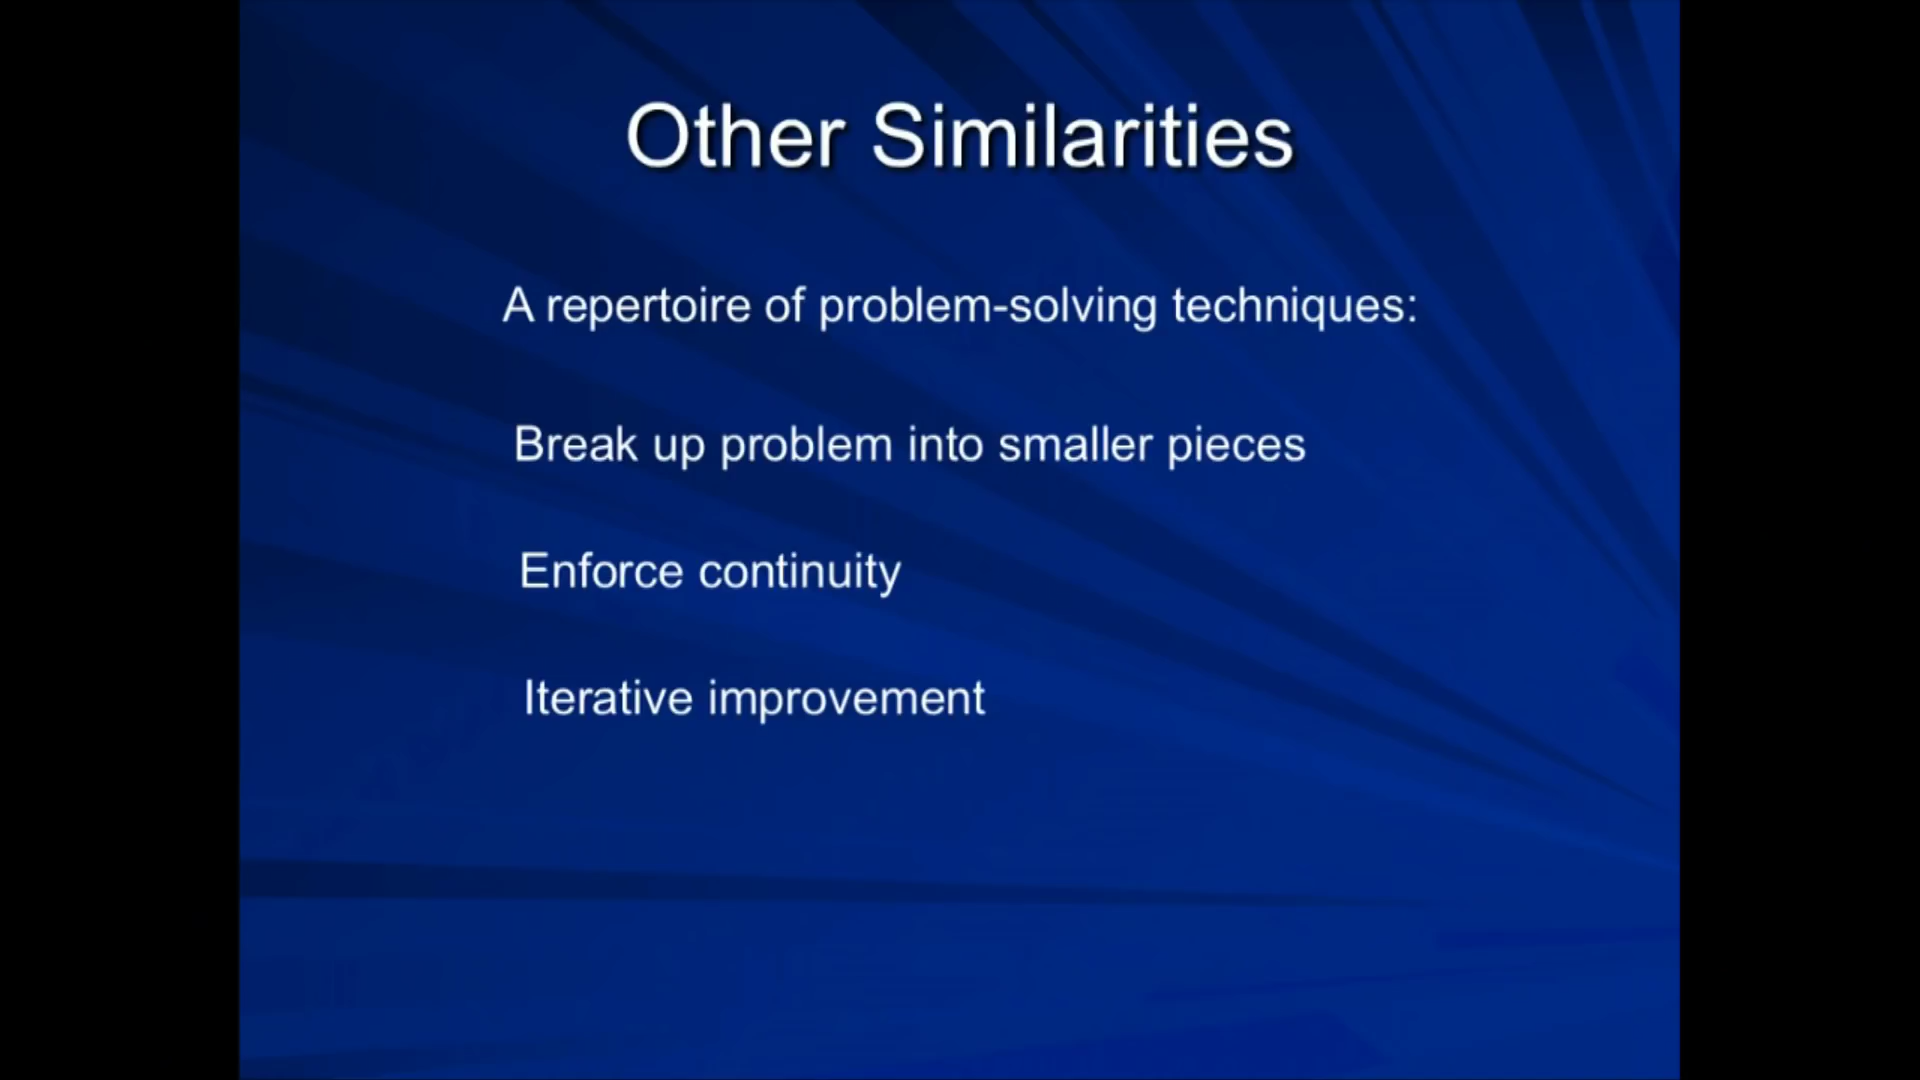 Other Similarities
A repertoire of problem-solving techniques:
Break up problem into smaller pieces
Enforce continuity
Iterative improvement